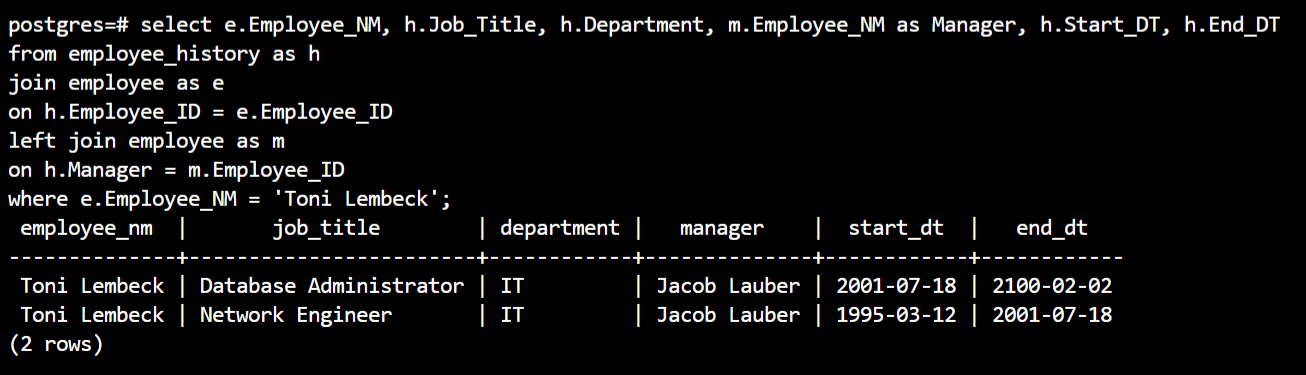 postgres=# select e.Employee_NM, h.Job_Title, h.Department, m.Employee_NM as Manager, h.Start_DT, h.End_DT
from employee_history as h
join employee as e
on h.Employee_ID = e.Employee_ID
left join employee as m
on h.Manager = m.Employee_ID
where e.Employee_NM = 'Toni Lembeck';
 employee_nm  |       job_title        | department |   manager    |  start_dt  |   end_dt
--------------+------------------------+------------+--------------+------------+------------
 Toni Lembeck | Database Administrator | IT         | Jacob Lauber | 2001-07-18 | 2100-02-02
 Toni Lembeck | Network Engineer       | IT         | Jacob Lauber | 1995-03-12 | 2001-07-18
(2 rows)